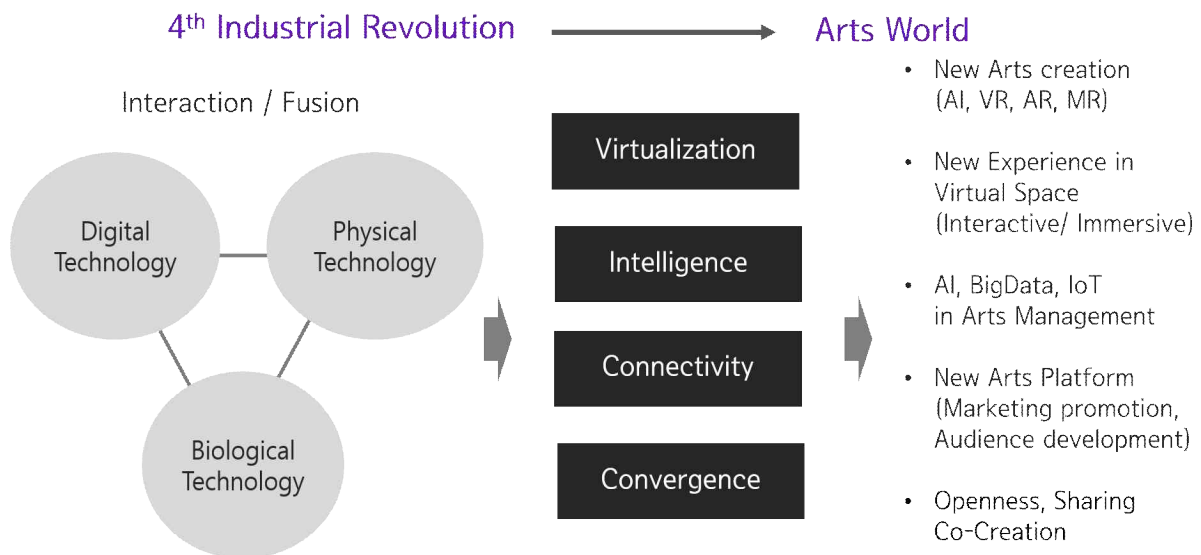 4th Industrial Revolution
Arts World
Interaction / Fusion
Digital
Technology
Physical
Technology
Biological
Technology
Virtualization
Intelligence
Connectivity
Convergence
• New Arts creation
(AI, VR, AR, MR)
• New Experience in
Virtual Space
(Interactive/ Immersive)
• AI, BigData, IoT
in Arts Management
• New Arts Platform
(Marketing promotion,
Audience development)
• Openness, Sharing
Co-Creation